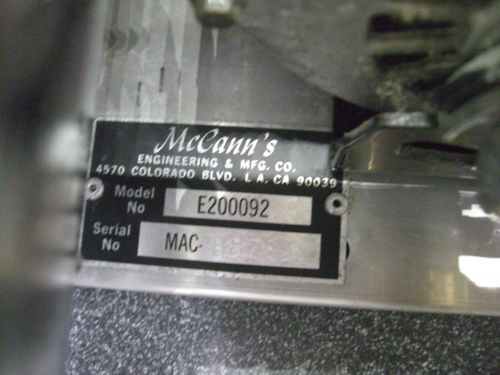 McCann's
ENGINEERING & MFG. CO.
4570 COLORADO BLVD. L.A. CA 90039
Model
No
E200092
Serial
No
MAC-